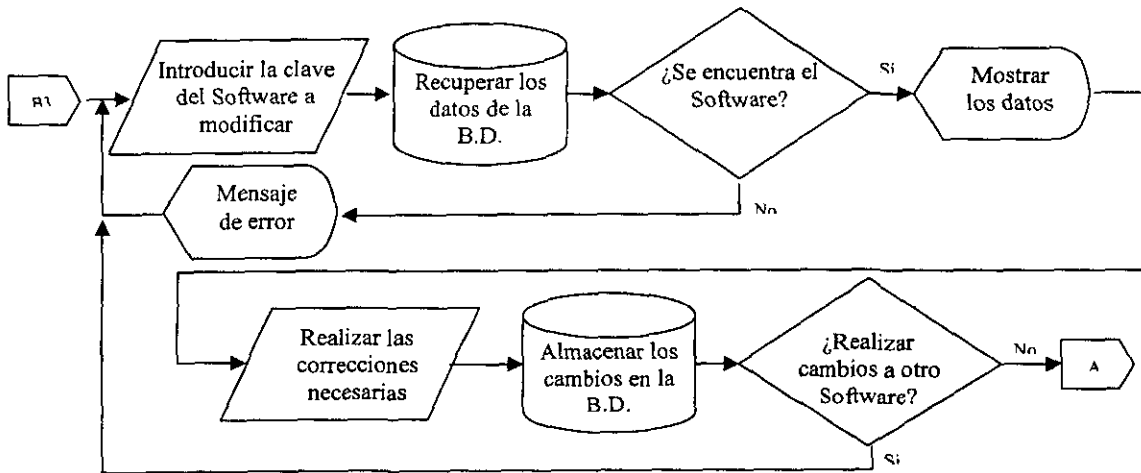 Introducir la clave
del Software a
modificar
Recuperar los
datos de la
B.D.
¿Se encuentra el
Software?
Si
Mostrar
los datos
Mensaje
de error
No
Realizar las
correcciones
necesarias
Almacenar los
cambios en la
B.D.
¿Realizar
cambios a otro
Software?
No
A
Si